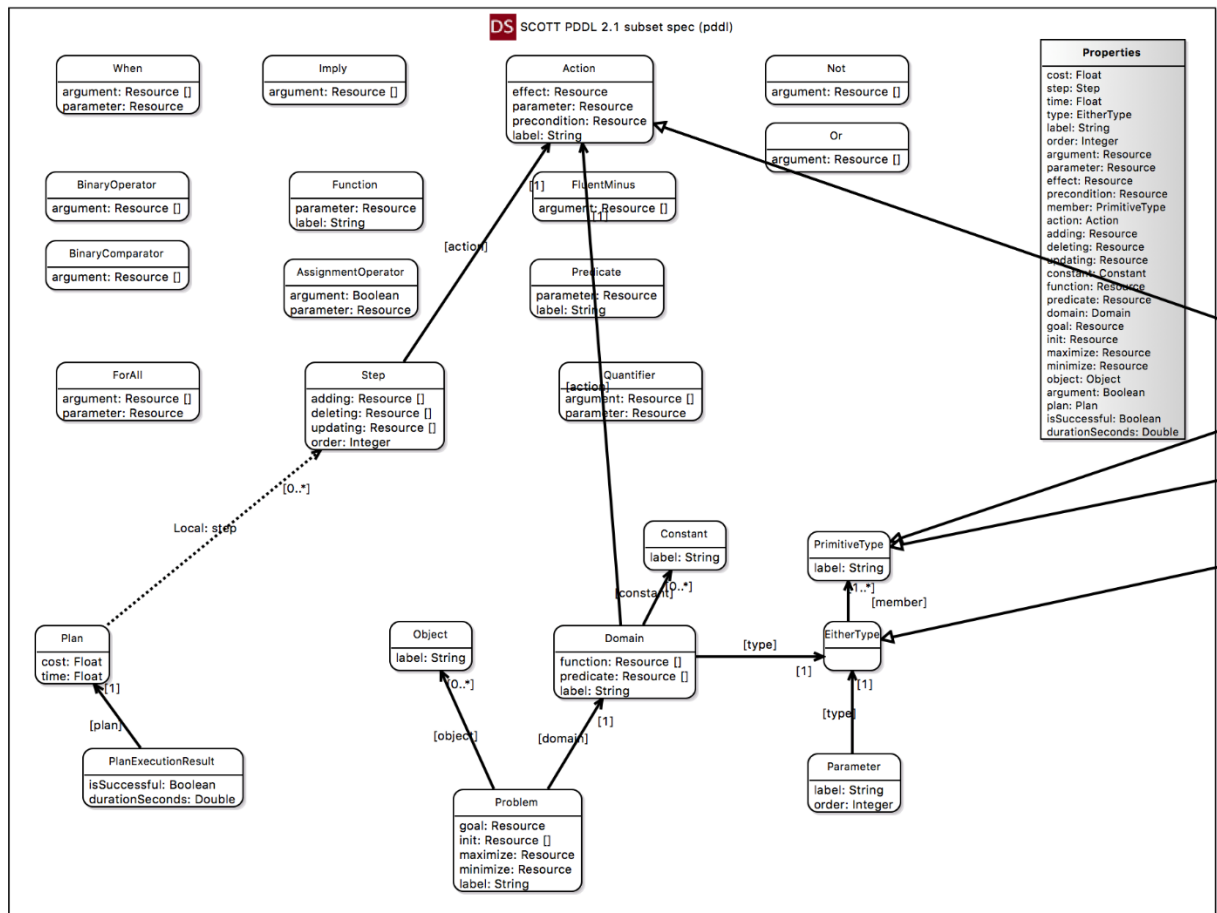 DS SCOTT PDDL 2.1 subset spec (pddl)
When
argument: Resource []
parameter: Resource
Imply
argument: Resource []
Action
effect: Resource
parameter: Resource
precondition: Resource
label: String
Not
argument: Resource []
Or
argument: Resource []
Properties
cost: Float
step: Step
time: Float
type: EitherType
label: String
order: Integer
argument: Resource
parameter: Resource
effect: Resource
precondition: Resource
member: PrimitiveType
action: Action
adding: Resource
deleting: Resource
updating: Resource
constant: Constant
function: Resource
predicate: Resource
domain: Domain
goal: Resource
init: Resource
maximize: Resource
minimize: Resource
object: Object
argument: Boolean
plan: Plan
isSuccessful: Boolean
durationSeconds: Double
BinaryOperator
argument: Resource []
Function
parameter: Resource
label: String
[1]
FluentMinus
argument: Resource []
[1]
BinaryComparator
argument: Resource []
[action]
AssignmentOperator
argument: Boolean
parameter: Resource
Predicate
parameter: Resource
label: String
ForAll
argument: Resource []
parameter: Resource
Step
adding: Resource []
deleting: Resource []
updating: Resource []
order: Integer
Quantifier
[action]
argument: Resource []
parameter: Resource
[0..*]
Local: step
Constant
label: String
[0..*]
[constant]
PrimitiveType
label: String
[1..*]
[member]
Plan
cost: Float
time: Float
[1]
[plan]
Object
label: String
[0..*]
[object]
Domain
function: Resource []
predicate: Resource []
label: String
[1]
[domain]
[type]
[1]
EitherType
[1]
[type]
PlanExecutionResult
isSuccessful: Boolean
durationSeconds: Double
Problem
goal: Resource
init: Resource []
maximize: Resource
minimize: Resource
label: String
Parameter
label: String
order: Integer